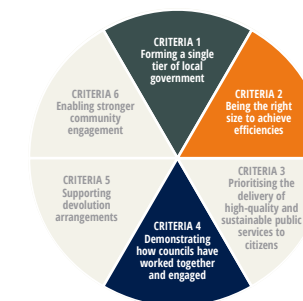 CRITERIA 1
Forming a single
tier of local
government
CRITERIA 2
Being the right
size to achieve
efficiencies
CRITERIA 3
Prioritising the
delivery of
high-quality and
sustainable public
services to
citizens
CRITERIA 4
Demonstrating
how councils have
worked together
and engaged
CRITERIA 5
Supporting
devolution
arrangements
CRITERIA 6
Enabling stronger
community
engagement